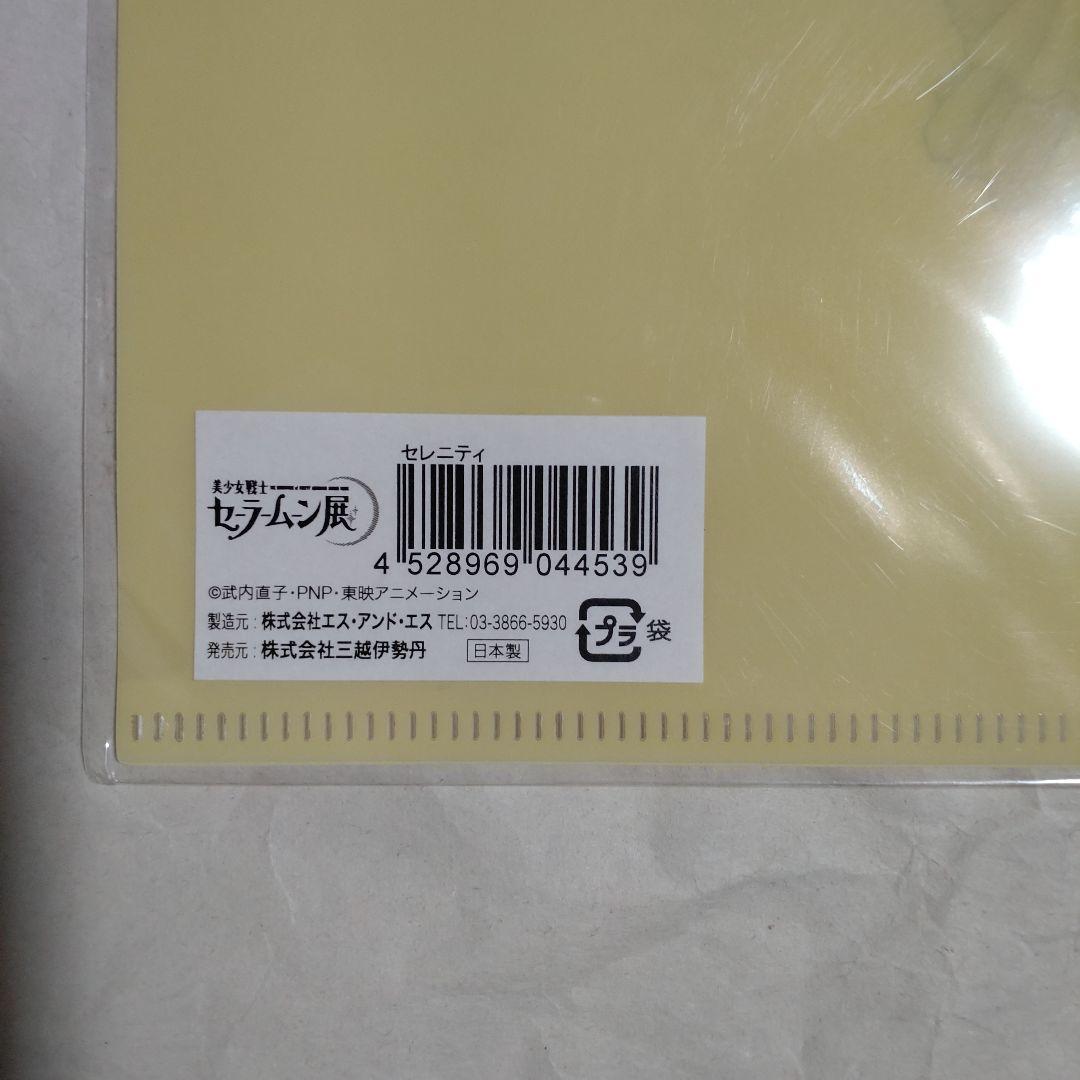 セレニティ
美少女戦士
セーラームーン展
4 528969 044539
©武内直子・PNP・東映アニメーション
製造元：株式会社エス・アンド・エス TEL:03-3866-5930
発売元：株式会社三越伊勢丹 日本製
プラ 袋